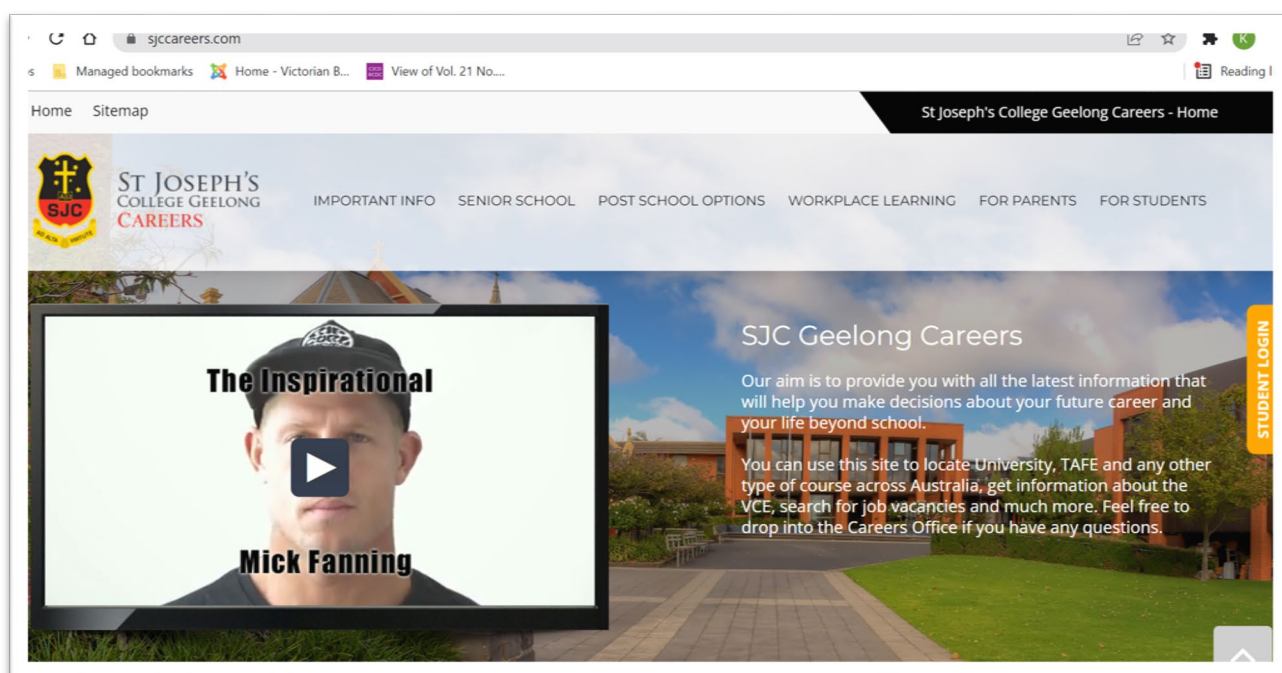 sjccareers.com
K
s Managed bookmarks Home - Victorian B... View of Vol. 21 No.... Reading l
Home Sitemap St Joseph's College Geelong Careers - Home
ST JOSEPH'S
COLLEGE GEELONG
CAREERS
SJC
IMPORTANT INFO SENIOR SCHOOL POST SCHOOL OPTIONS WORKPLACE LEARNING FOR PARENTS FOR STUDENTS
The Inspirational
Mick Fanning
SJC Geelong Careers
Our aim is to provide you with all the latest information that
will help you make decisions about your future career and
your life beyond school.
You can use this site to locate University, TAFE and any other
type of course across Australia, get information about the
VCE, search for job vacancies and much more. Feel free to
drop into the Careers Office if you have any questions.
STUDENT LOGIN